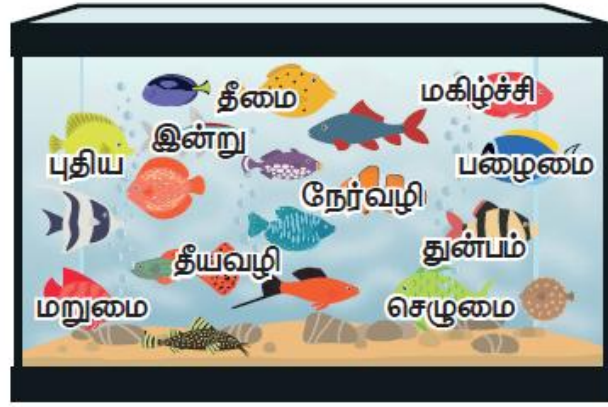 தீமை
மகிழ்ச்சி
இன்று
புதிய
பழைமை
நேர்வழி
தீயவழி
துன்பம்
மறுமை
செழுமை